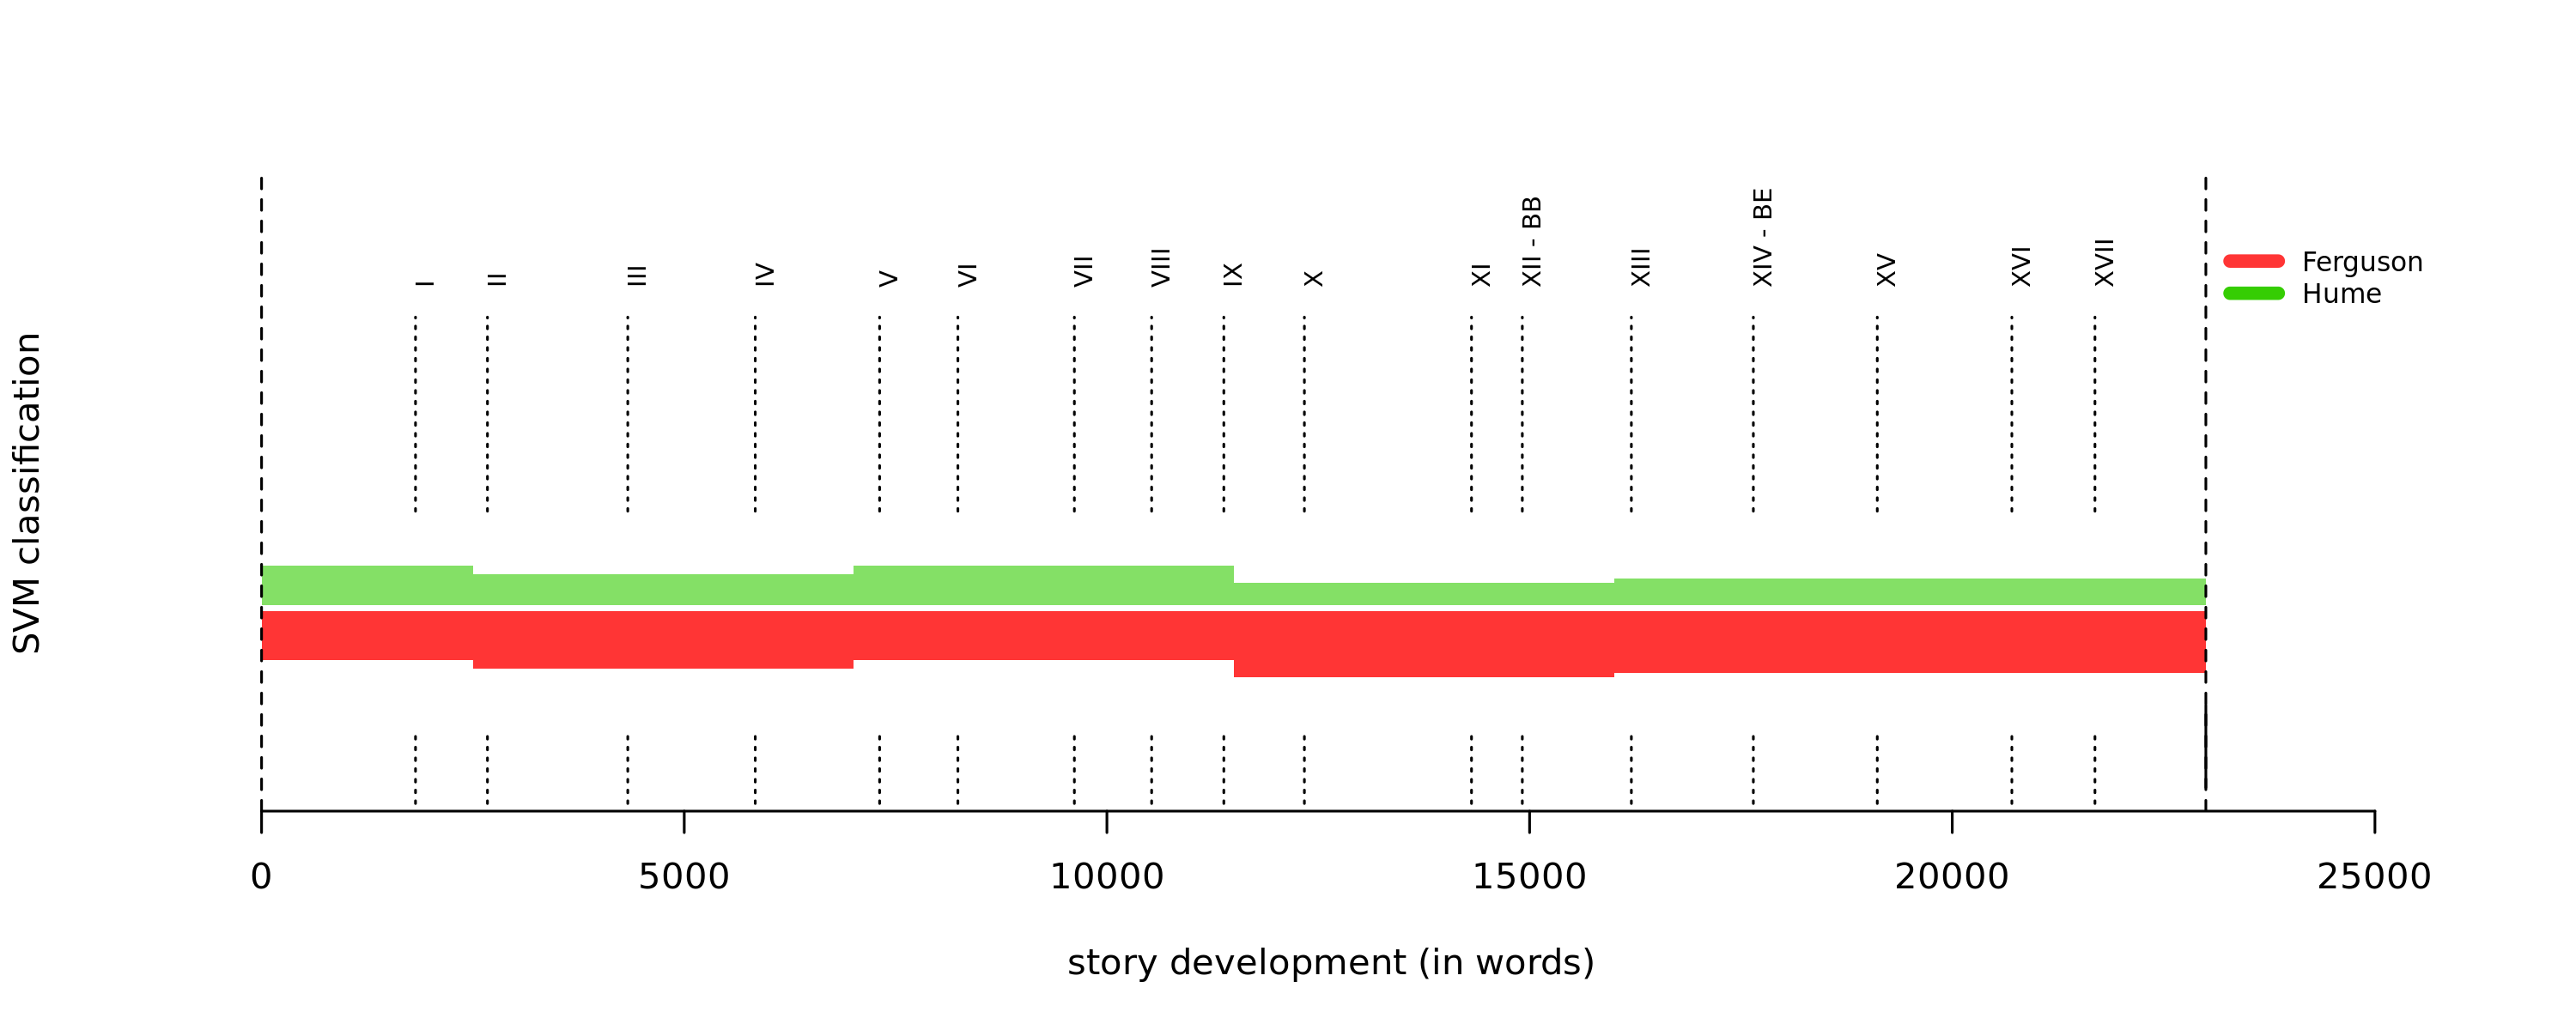 I
II
III
IV
V
VI
VII
VIII
IX
X
XI
XII - BB
XIII
XIV - BE
XV
XVI
XVII
Ferguson
Hume
SVM classification
0
5000
10000
15000
20000
25000
story development (in words)